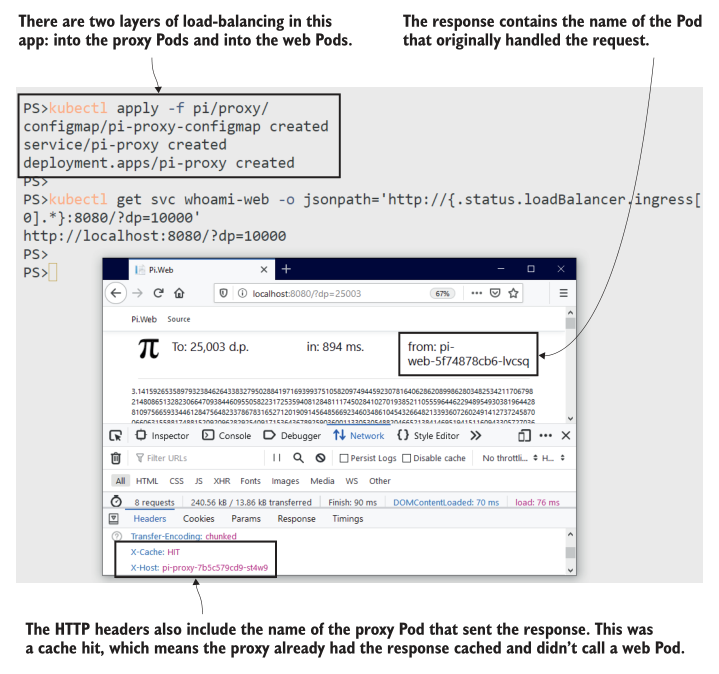 There are two layers of load-balancing in this
app: into the proxy Pods and into the web Pods.
The response contains the name of the Pod
that originally handled the request.
PS>kubectl apply -f pi/proxy/
configmap/pi-proxy-configmap created
service/pi-proxy created
deployment.apps/pi-proxy created
PS>
PS>kubectl get svc whoami-web -o jsonpath='http://{.status.loadBalancer.ingress[
0].*}:8080/?dp=10000'
http://localhost:8080/?dp=10000
PS>
PS>
Pi.Web
localhost:8080/?dp=25003 67%
Pi.Web Source
π To: 25,003 d.p. in: 894 ms. from: pi-
web-5f74878cb6-lvcsq
Inspector Console Debugger Network {} Style Editor
Filter URLs Persist Logs Disable cache No throttli... H...
All HTML CSS JS XHR Fonts Images Media WS Other
8 requests 240.56 kB / 13.86 kB transferred Finish: 90 ms DOMContentLoaded: 70 ms load: 76 ms
Headers Cookies Params Response Timings
Transfer-Encoding: chunked
X-Cache: HIT
X-Host: pi-proxy-7b5c579cd9-st4w9
The HTTP headers also include the name of the proxy Pod that sent the response. This was
a cache hit, which means the proxy already had the response cached and didn't call a web Pod.